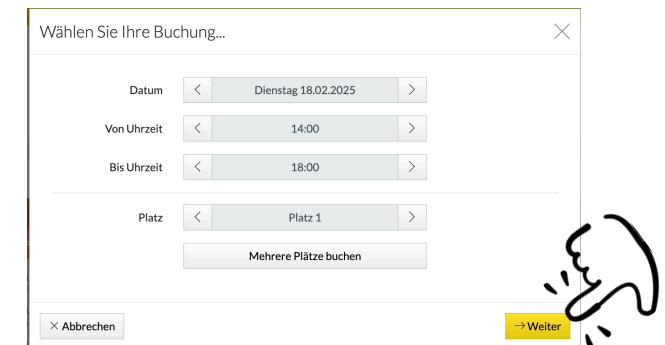 Wählen Sie Ihre Buchung...
Datum
Dienstag 18.02.2025
Von Uhrzeit
14:00
Bis Uhrzeit
18:00
Platz
Platz 1
Mehrere Plätze buchen
Abbrechen
Weiter